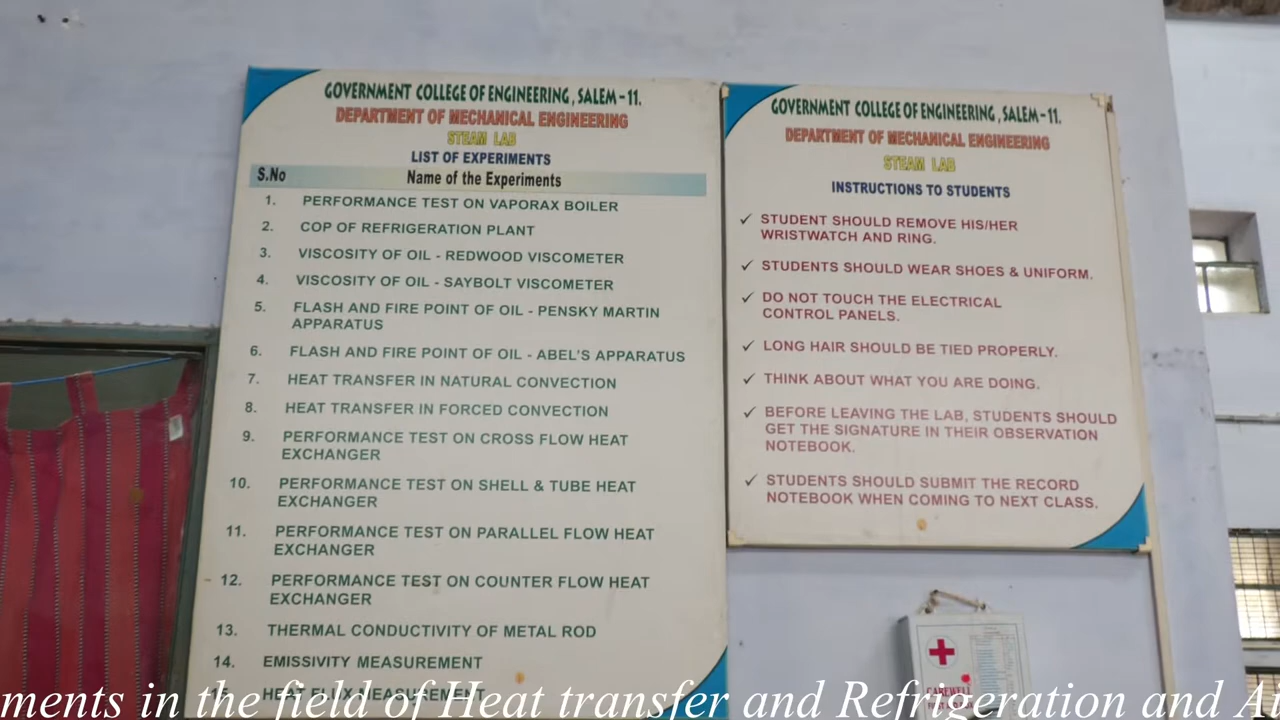 GOVERNMENT COLLEGE OF ENGINEERING, SALEM-11.
DEPARTMENT OF MECHANICAL ENGINEERING
STEAM LAB
LIST OF EXPERIMENTS
S.No Name of the Experiments
1. PERFORMANCE TEST ON VAPORAX BOILER
2. COP OF REFRIGERATION PLANT
3. VISCOSITY OF OIL - REDWOOD VISCOMETER
4. VISCOSITY OF OIL - SAYBOLT VISCOMETER
5. FLASH AND FIRE POINT OF OIL - PENSKY MARTIN
APPARATUS
6. FLASH AND FIRE POINT OF OIL - ABEL'S APPARATUS
7. HEAT TRANSFER IN NATURAL CONVECTION
8. HEAT TRANSFER IN FORCED CONVECTION
9. PERFORMANCE TEST ON CROSS FLOW HEAT
EXCHANGER
10. PERFORMANCE TEST ON SHELL & TUBE HEAT
EXCHANGER
11. PERFORMANCE TEST ON PARALLEL FLOW HEAT
EXCHANGER
12. PERFORMANCE TEST ON COUNTER FLOW HEAT
EXCHANGER
13. THERMAL CONDUCTIVITY OF METAL ROD
14. EMISSIVITY MEASUREMENT
15. HEAT FLUX MEASUREMENT
GOVERNMENT COLLEGE OF ENGINEERING, SALEM-11.
DEPARTMENT OF MECHANICAL ENGINEERING
STEAM LAB
INSTRUCTIONS TO STUDENTS
✓ STUDENT SHOULD REMOVE HIS/HER
WRISTWATCH AND RING.
✓ STUDENTS SHOULD WEAR SHOES & UNIFORM.
✓ DO NOT TOUCH THE ELECTRICAL
CONTROL PANELS.
✓ LONG HAIR SHOULD BE TIED PROPERLY.
✓ THINK ABOUT WHAT YOU ARE DOING.
✓ BEFORE LEAVING THE LAB, STUDENTS SHOULD
GET THE SIGNATURE IN THEIR OBSERVATION
NOTEBOOK.
✓ STUDENTS SHOULD SUBMIT THE RECORD
NOTEBOOK WHEN COMING TO NEXT CLASS.
CAREWELL
ments in the field of Heat transfer and Refrigeration and Ai